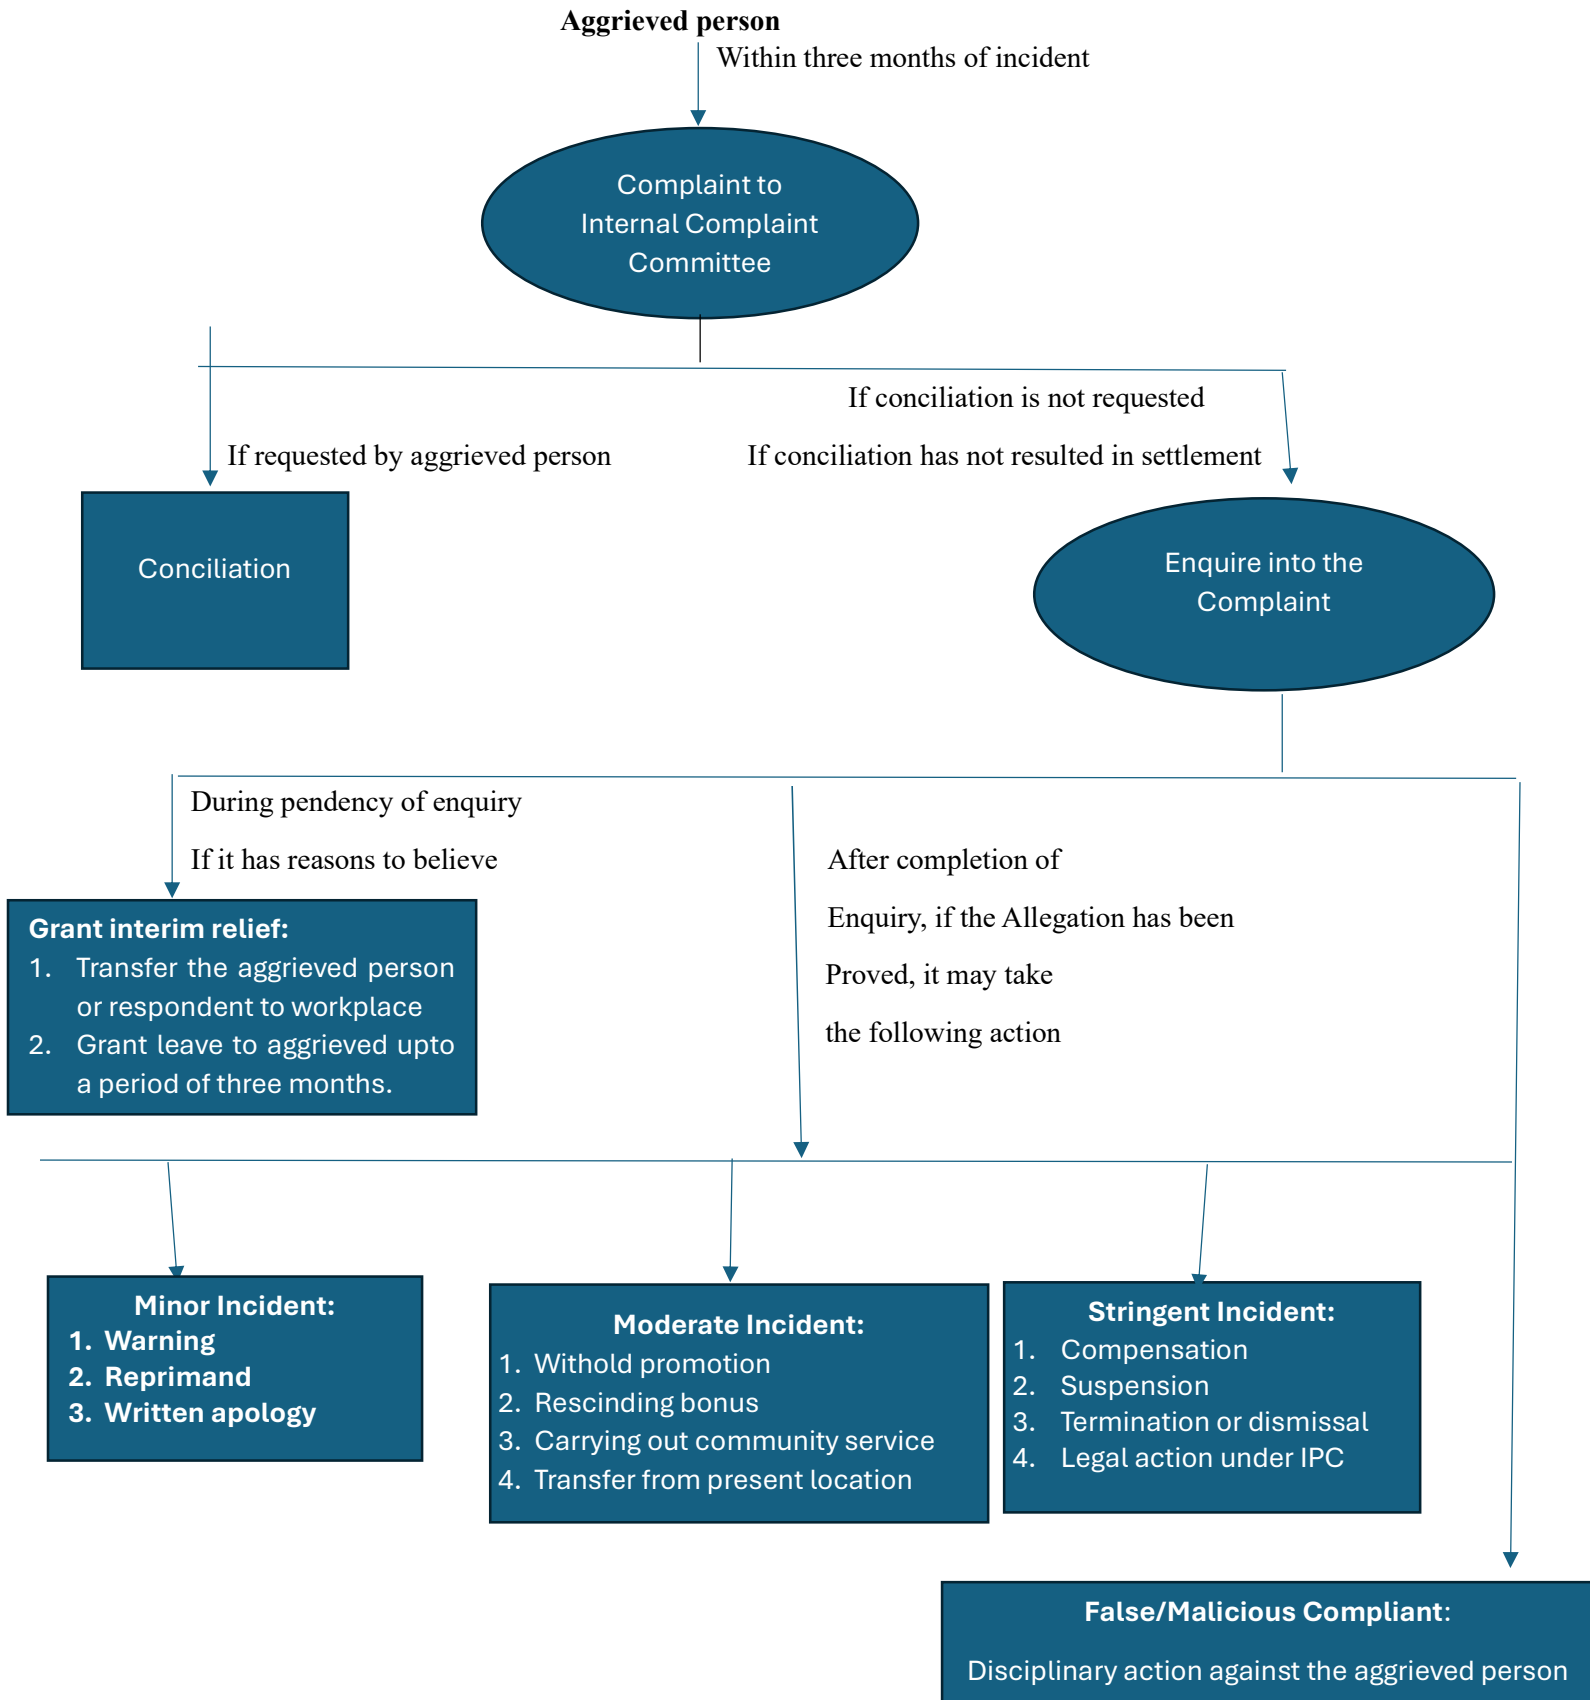 Aggrieved person
Within three months of incident
Complaint to
Internal Complaint
Committee
If conciliation is not requested
If requested by aggrieved person
If conciliation has not resulted in settlement
Conciliation
Enquire into the
Complaint
During pendency of enquiry
If it has reasons to believe
After completion of
Enquiry, if the Allegation has been
Proved, it may take
the following action
Grant interim relief:
1. Transfer the aggrieved person
or respondent to workplace
2. Grant leave to aggrieved upto
a period of three months.
Minor Incident:
1. Warning
2. Reprimand
3. Written apology
Moderate Incident:
1. Withold promotion
2. Rescinding bonus
3. Carrying out community service
4. Transfer from present location
Stringent Incident:
1. Compensation
2. Suspension
3. Termination or dismissal
4. Legal action under IPC
False/Malicious Compliant:
Disciplinary action against the aggrieved person